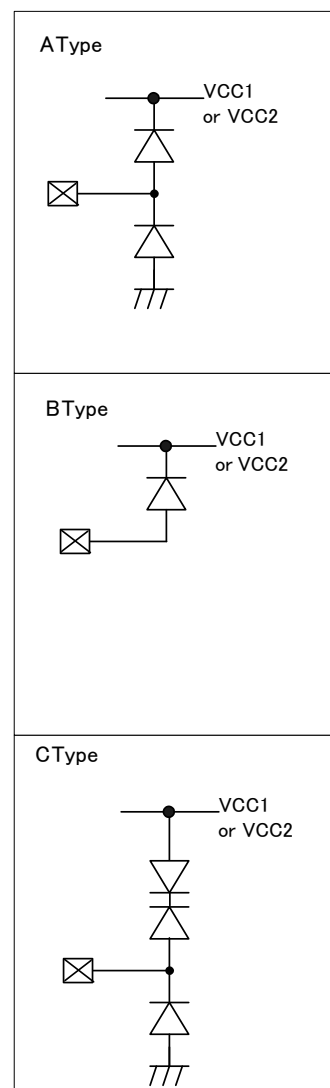 AType
VCC1
or VCC2
BType
VCC1
or VCC2
CType
VCC1
or VCC2